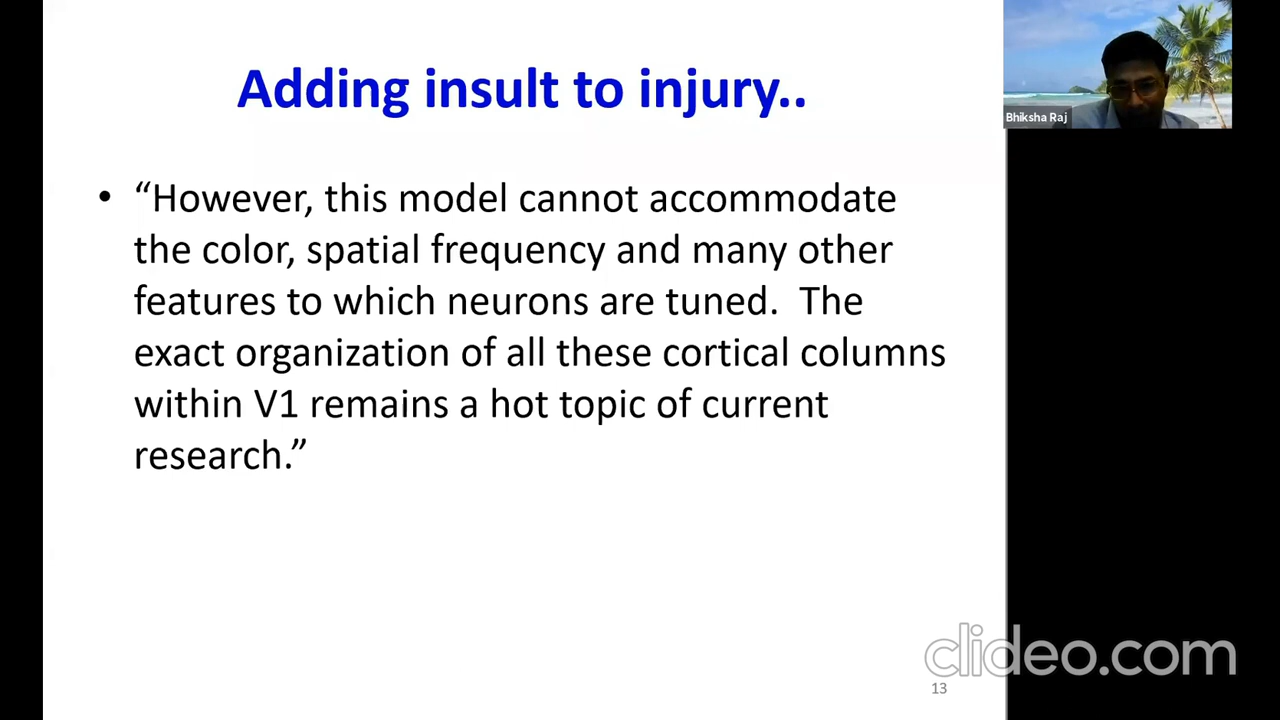 Adding insult to injury..
• “However, this model cannot accommodate
the color, spatial frequency and many other
features to which neurons are tuned.  The
exact organization of all these cortical columns
within V1 remains a hot topic of current
research.”
Bhiksha Raj
clideo.com
13